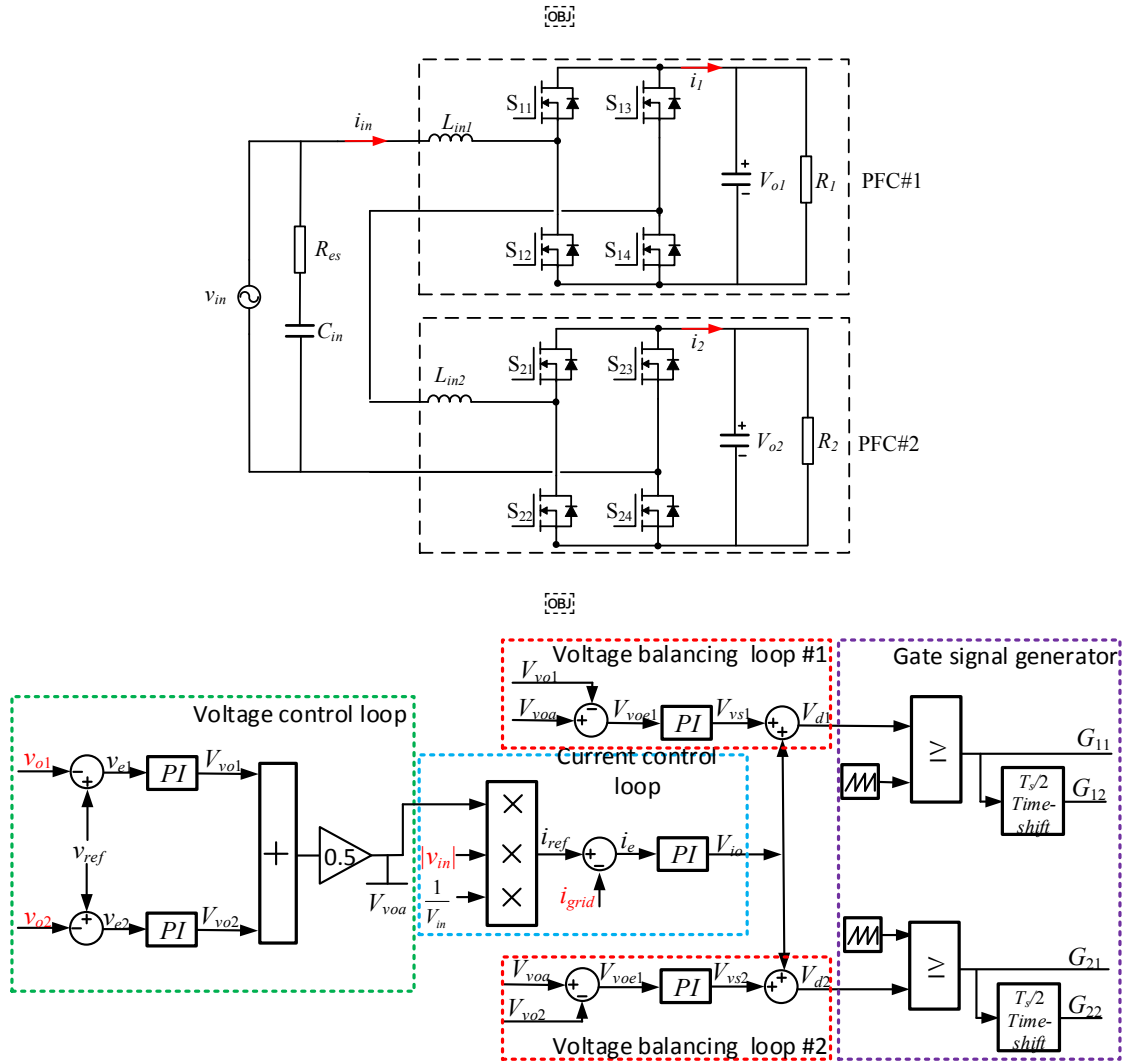 OBJ
S11
S13
i1
iin
Lin1
Vo1
R1
PFC#1
+
−
Res
S12
S14
vin
Cin
i2
S21
S23
Lin2
Vo2
R2
PFC#2
+
−
S22
S24
OBJ
Voltage balancing loop #1
Gate signal generator
Vvo1
Voltage control loop
Vvoa
Voe1
PI
Vvs1
Vd1
G11
vo1
ve1
PI
Vvo1
Current control
loop
≥
Ts/2
Time-
shift
G12
vref
+
0.5
×
|vin|
×
iref
ie
PI
Vio
1
Vin
×
igrid
Vvoa
vo2
ve2
PI
Vvo2
Vvoa
Vvoe1
PI
Vvs2
Vd2
≥
G21
Vvo2
Ts/2
Time-
shift
G22
Voltage balancing loop #2